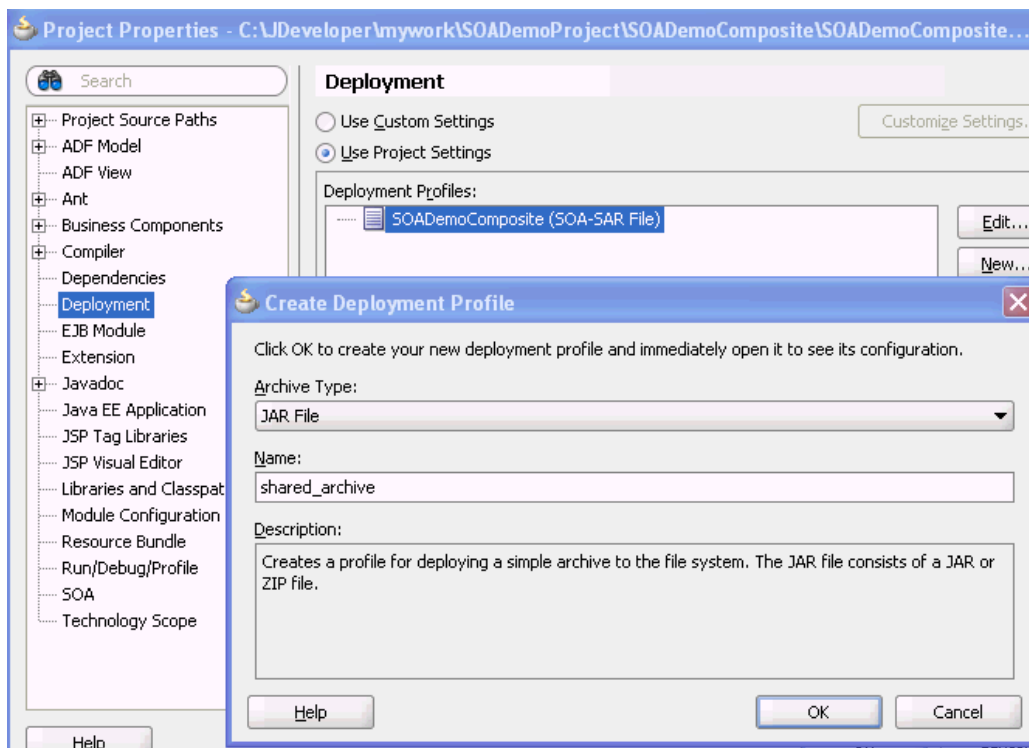 Project Properties - C:\JDeveloper\mywork\SOADemoProject\SOADemoComposite\SOADemoComposite...
Search
Project Source Paths
ADF Model
ADF View
Ant
Business Components
Compiler
Dependencies
Deployment
EJB Module
Extension
Javadoc
Java EE Application
JSP Tag Libraries
JSP Visual Editor
Libraries and Classpat
Module Configuration
Resource Bundle
Run/Debug/Profile
SOA
Technology Scope
Help
Deployment
Use Custom Settings
Customize Settings.
Use Project Settings
Deployment Profiles:
SOADemoComposite (SOA-SAR File)
Edit...
New...
Create Deployment Profile
Click OK to create your new deployment profile and immediately open it to see its configuration.
Archive Type:
JAR File
Name:
shared_archive
Description:
Creates a profile for deploying a simple archive to the file system. The JAR file consists of a JAR or
ZIP file.
Help
OK
Cancel